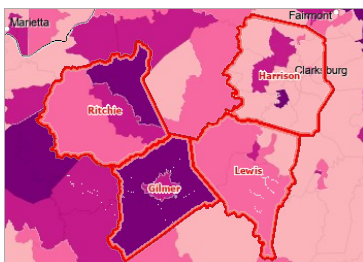 Fairmont
Marietta
Harrison
Clarksburg
Ritchie
Lewis
Gilmer